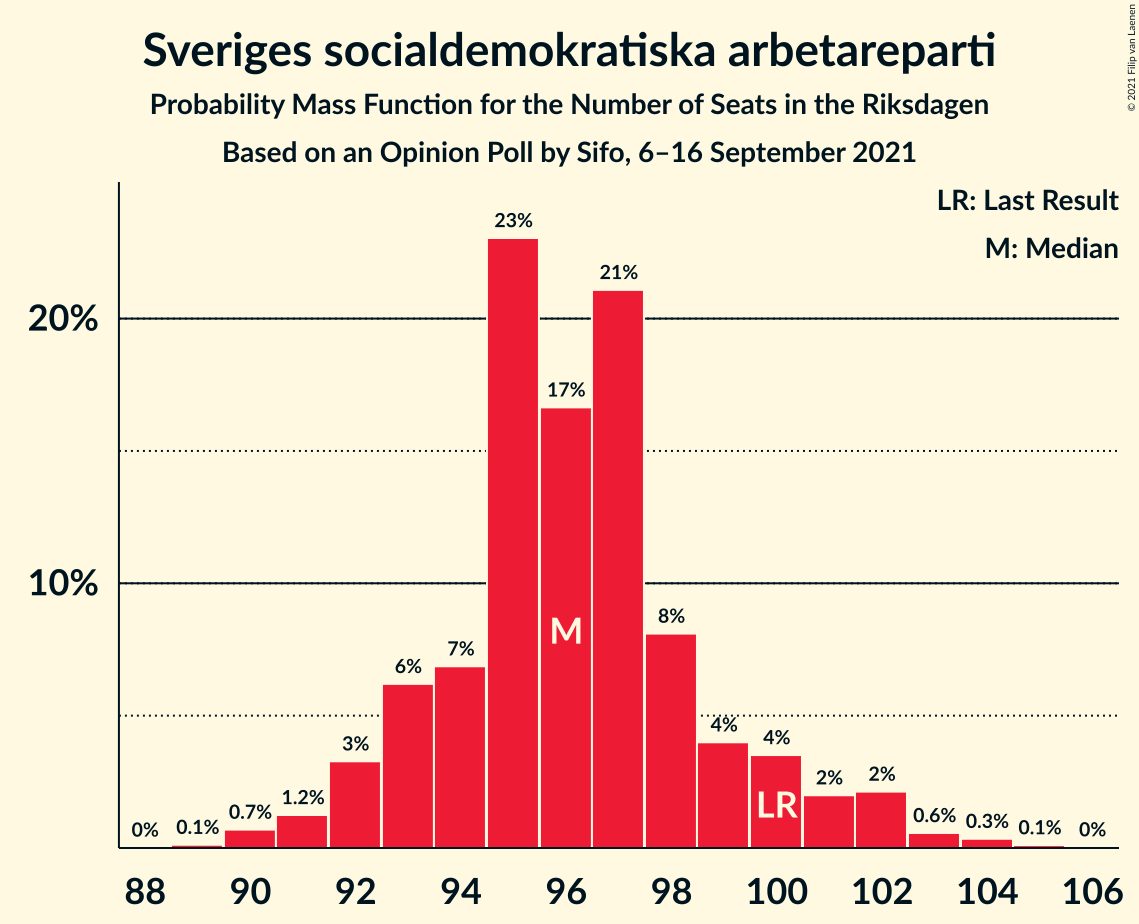 Sveriges socialdemokratiska arbetareparti
Probability Mass Function for the Number of Seats in the Riksdagen
Based on an Opinion Poll by Sifo, 6–16 September 2021
© 2021 Filip van Laenen
LR: Last Result
M: Median
20%
10%
0%
0.1%
0.7%
1.2%
3%
6%
7%
23%
17%
21%
8%
4%
4%
2%
2%
0.6%
0.3%
0.1%
0%
M
LR
88 90 92 94 96 98 100 102 104 106